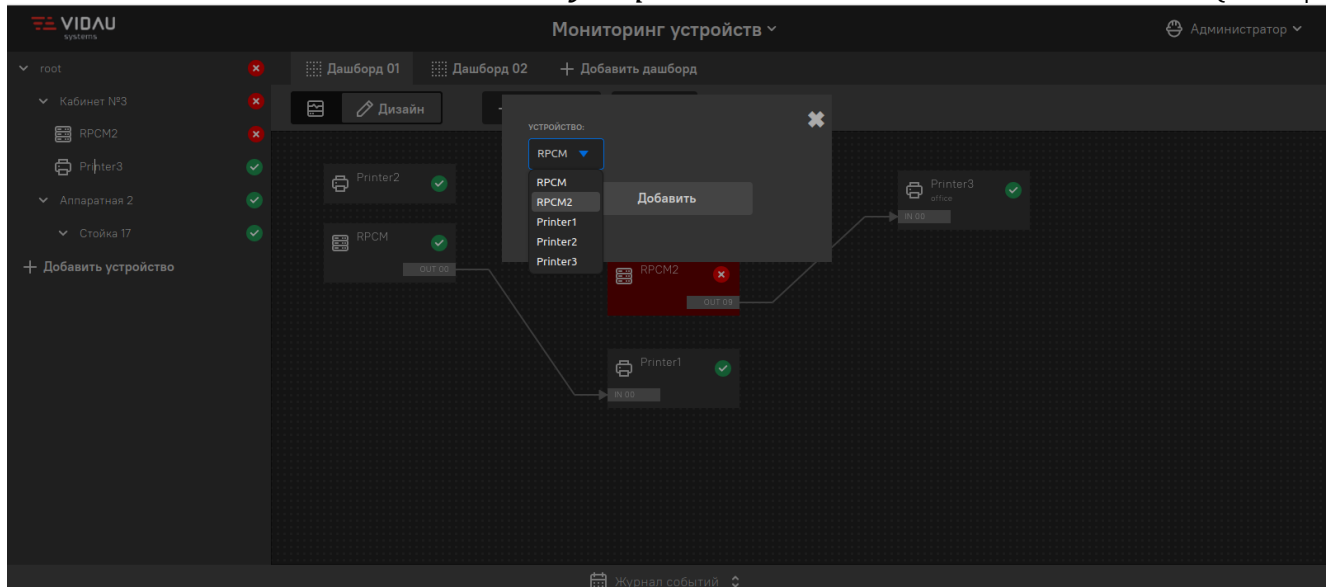 VIDAU
systems
Мониторинг устройств
Администратор
root
Дашборд 01
Дашборд 02
+ Добавить дашборд
Кабинет №3
Дизайн
RPCM2
Printer3
Аппаратная 2
Стойка 17
+ Добавить устройство
УСТРОЙСТВО:
RPCM
RPCM
RPCM2
Printer1
Printer2
Printer3
Добавить
Printer2
RPCM
OUT 00
RPCM2
OUT 09
Printer1
IN 00
Printer3
office
IN 00
Журнал событий